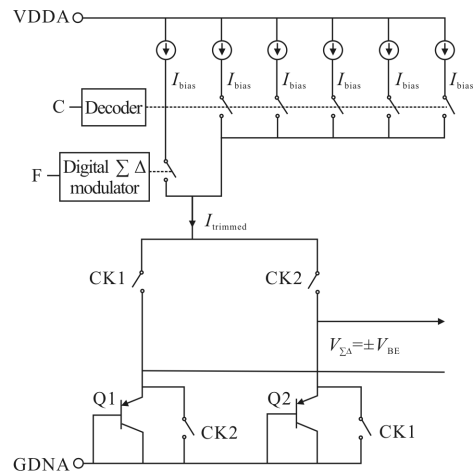 VDDA
I_bias I_bias I_bias I_bias I_bias I_bias
C Decoder
F Digital ∑ Δ
modulator
I_trimmed
CK1 CK2
V_∑Δ=±V_BE
Q1 Q2
CK2 CK1
GDNA